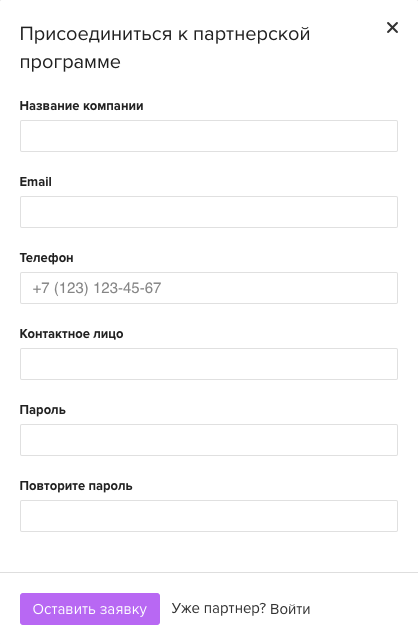 Присоединиться к партнерской
программе
Название компании
Email
Телефон
+7 (123) 123-45-67
Контактное лицо
Пароль
Повторите пароль
Оставить заявку Уже партнер? Войти